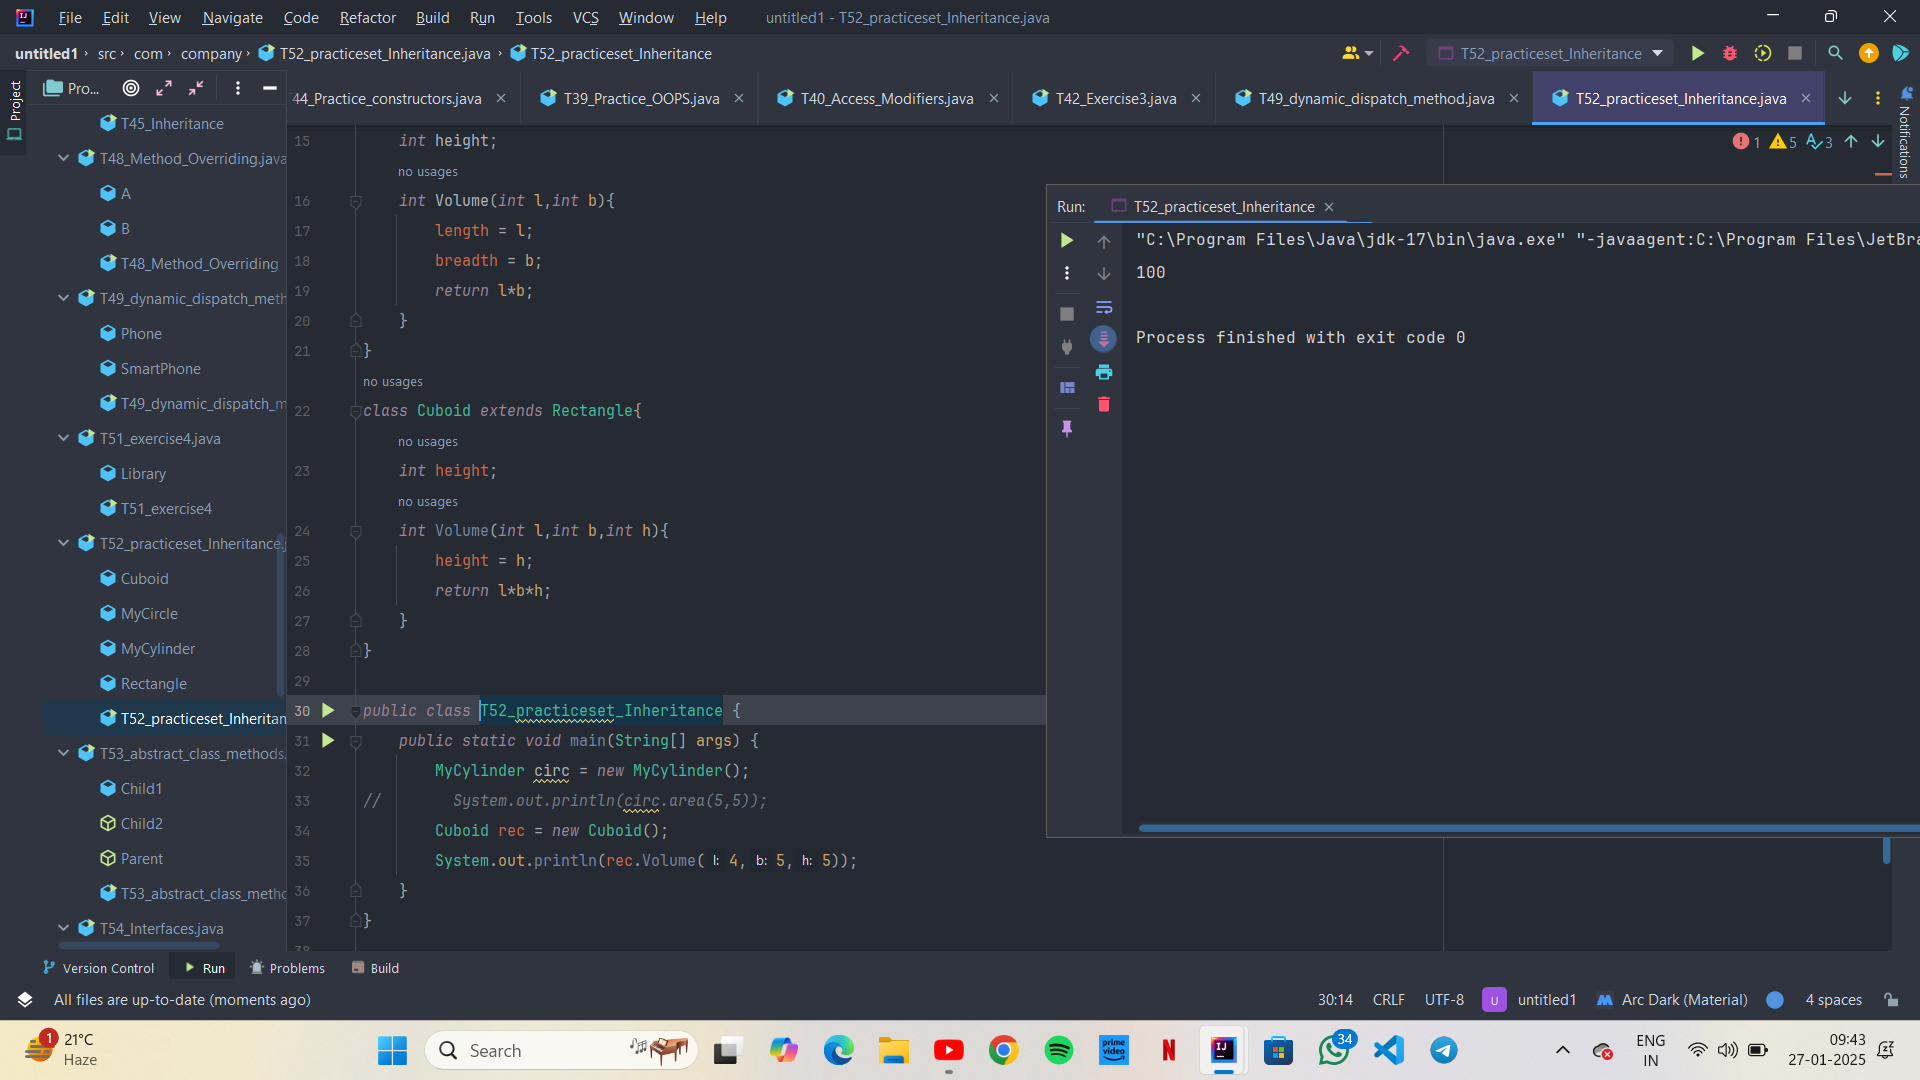 File Edit View Navigate Code Refactor Build Run Tools VCS Window Help untitled1 - T52_practiceset_Inheritance.java
untitled1 › src › com › company › T52_practiceset_Inheritance.java › T52_practiceset_Inheritance
T52_practiceset_Inheritance
Project
Pro...
44_Practice_constructors.java
T39_Practice_OOPS.java
T40_Access_Modifiers.java
T42_Exercise3.java
T49_dynamic_dispatch_method.java
T52_practiceset_Inheritance.java
Notifications
T45_Inheritance
T48_Method_Overriding.java
A
B
T48_Method_Overriding
T49_dynamic_dispatch_meth
Phone
SmartPhone
T49_dynamic_dispatch_m
T51_exercise4.java
Library
T51_exercise4
T52_practiceset_Inheritance.j
Cuboid
MyCircle
MyCylinder
Rectangle
T52_practiceset_Inheritan
T53_abstract_class_methods.
Child1
Child2
Parent
T53_abstract_class_metho
T54_Interfaces.java
1 5 3
15 int height;
no usages
16 int Volume(int l,int b){
17 length = l;
18 breadth = b;
19 return l*b;
20 }
21 }
no usages
22 class Cuboid extends Rectangle{
no usages
23 int height;
no usages
24 int Volume(int l,int b,int h){
25 height = h;
26 return l*b*h;
27 }
28 }
29
30 public class T52_practiceset_Inheritance {
31 public static void main(String[] args) {
32 MyCylinder circ = new MyCylinder();
33 // System.out.println(circ.area(5,5));
34 Cuboid rec = new Cuboid();
35 System.out.println(rec.Volume( l: 4, b: 5, h: 5));
36 }
37 }
38
Run: T52_practiceset_Inheritance
"C:\Program Files\Java\jdk-17\bin\java.exe" "-javaagent:C:\Program Files\JetBra
100
Process finished with exit code 0
Version Control Run Problems Build
All files are up-to-date (moments ago)
30:14 CRLF UTF-8 U untitled1 Arc Dark (Material) 4 spaces
1
21°C
Haze
Search
prime video
N
IJ
34
ENG
IN
09:43
27-01-2025